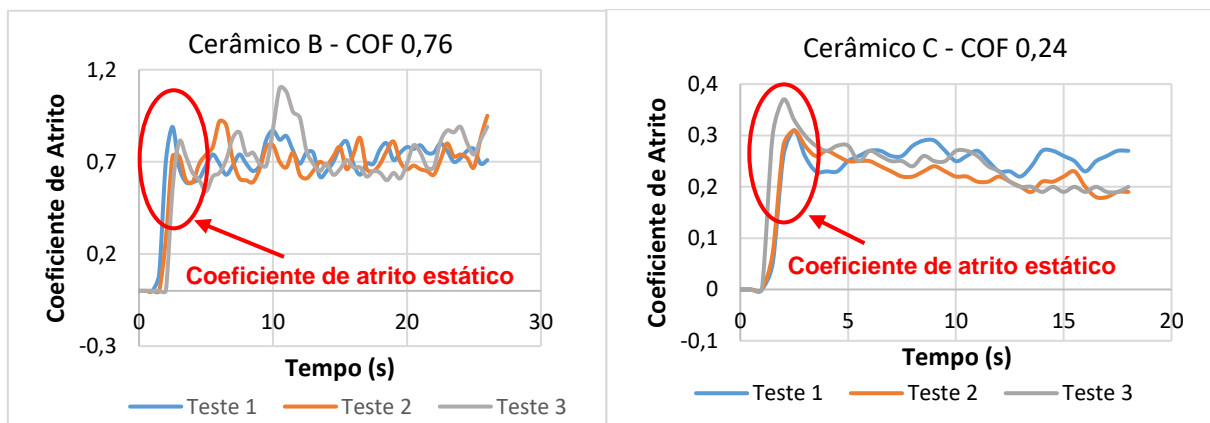 Cerâmico B - COF 0,76
Coeficiente de Atrito
1,2
0,7
0,2
-0,3
0
10
20
30
Coeficiente de atrito estático
Tempo (s)
Teste 1
Teste 2
Teste 3
Cerâmico C - COF 0,24
Coeficiente de Atrito
0,4
0,3
0,2
0,1
0
-0,1
0
5
10
15
20
Coeficiente de atrito estático
Tempo (s)
Teste 1
Teste 2
Teste 3